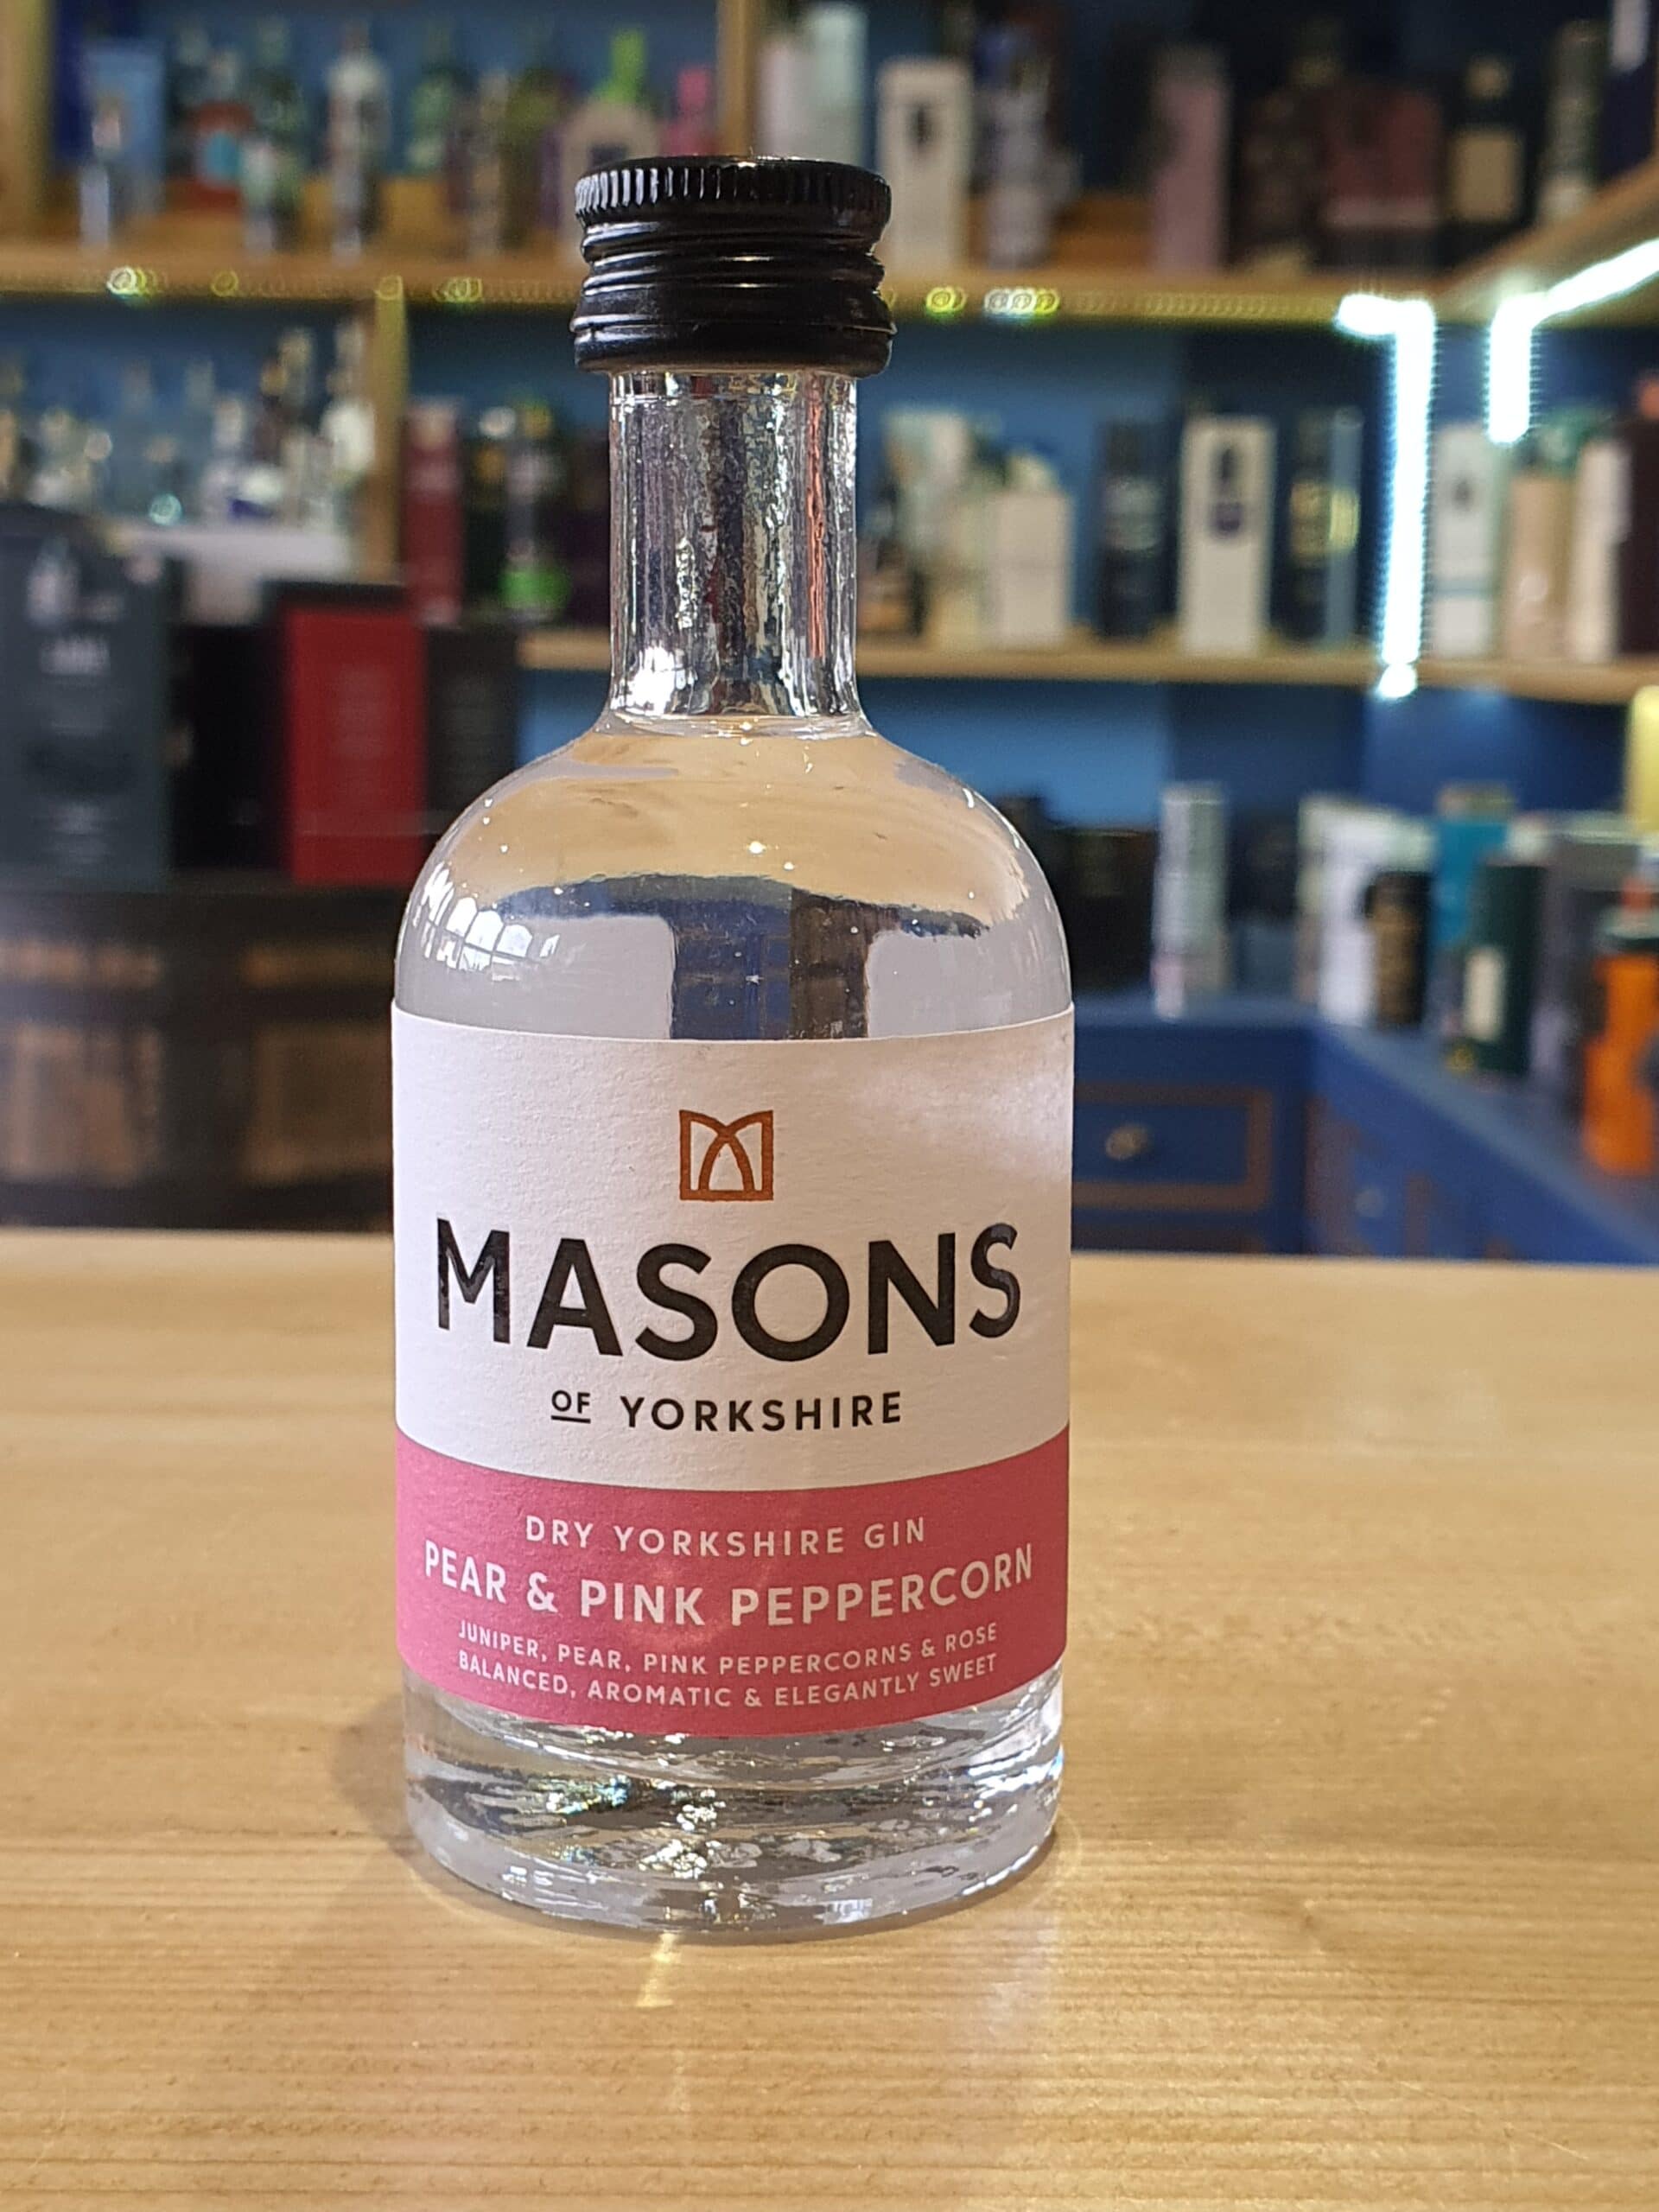 MASONS
OF YORKSHIRE
DRY YORKSHIRE GIN
PEAR & PINK PEPPERCORN
JUNIPER, PEAR, PINK PEPPERCORNS & ROSE
BALANCED, AROMATIC & ELEGANTLY SWEET